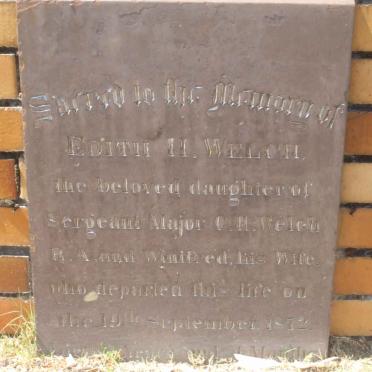 Sacred to the Memory of
EDITH H. WELCH
the beloved daughter of
Sergeant Major C.H. Welch
R.A. and Winifred, his Wife
who departed this life on
the 19th September 1872